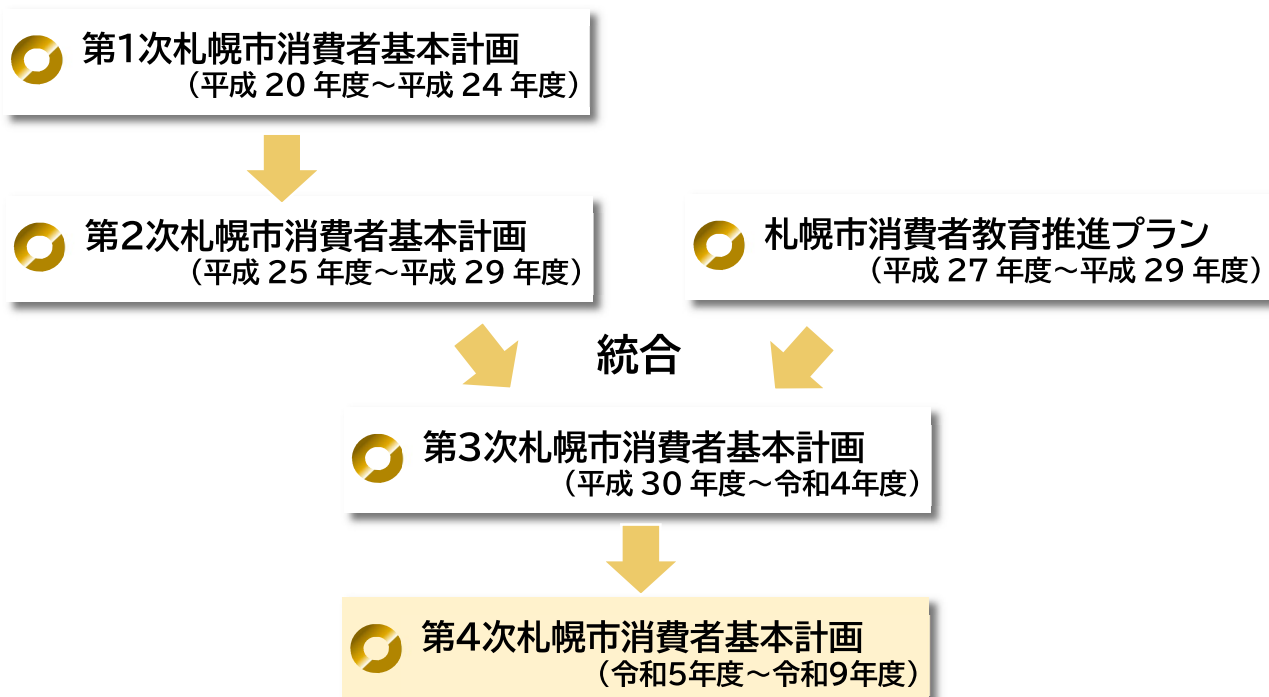 第1次札幌市消費者基本計画
（平成 20 年度～平成 24 年度）
第2次札幌市消費者基本計画
（平成 25 年度～平成 29 年度）
札幌市消費者教育推進プラン
（平成 27 年度～平成 29 年度）
統合
第3次札幌市消費者基本計画
（平成 30 年度～令和4年度）
第4次札幌市消費者基本計画
（令和5年度～令和9年度）